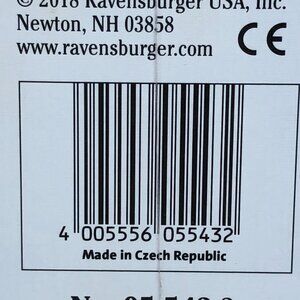 © 2018 Ravensburger USA, Inc.
Newton, NH 03858
www.ravensburger.com
CE
4 005556 055432
Made in Czech Republic